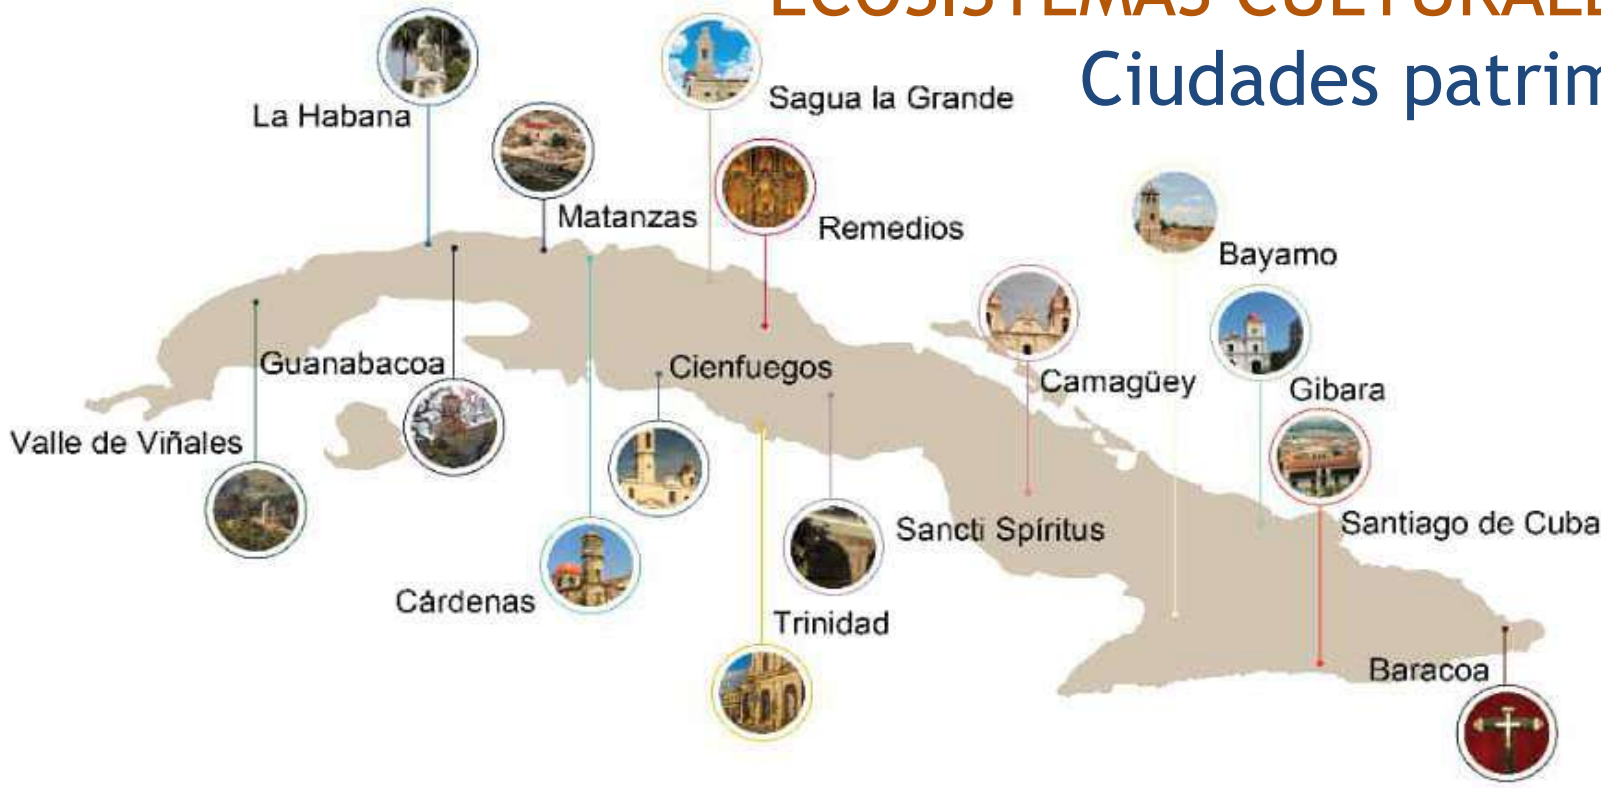 Ciudades
La Habana
Sagua la Grande
Matanzas
Remedios
Bayamo
Guanabacoa
Cienfuegos
Camagüey
Gibara
Valle de Viñales
Sancti Spíritus
Santiago de Cuba
Cárdenas
Trinidad
Baracoa